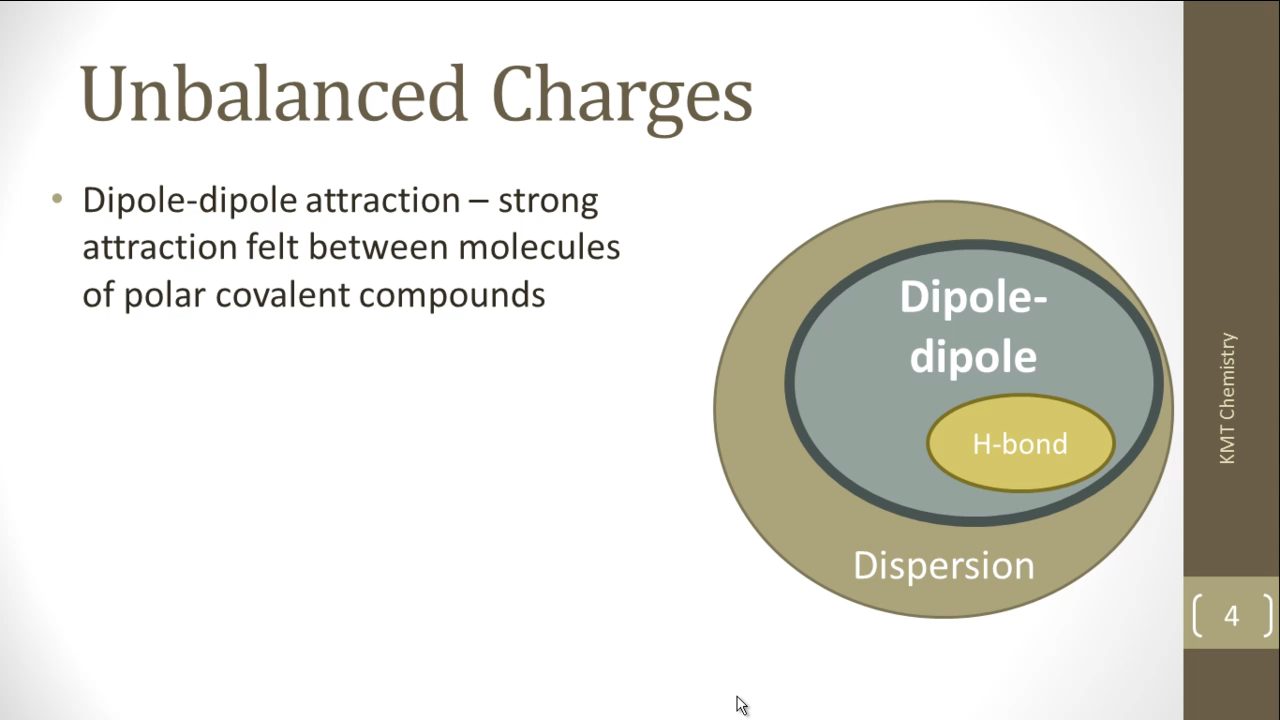 Unbalanced Charges
• Dipole-dipole attraction – strong
attraction felt between molecules
of polar covalent compounds
Dipole-
dipole
H-bond
Dispersion
KMT Chemistry
4